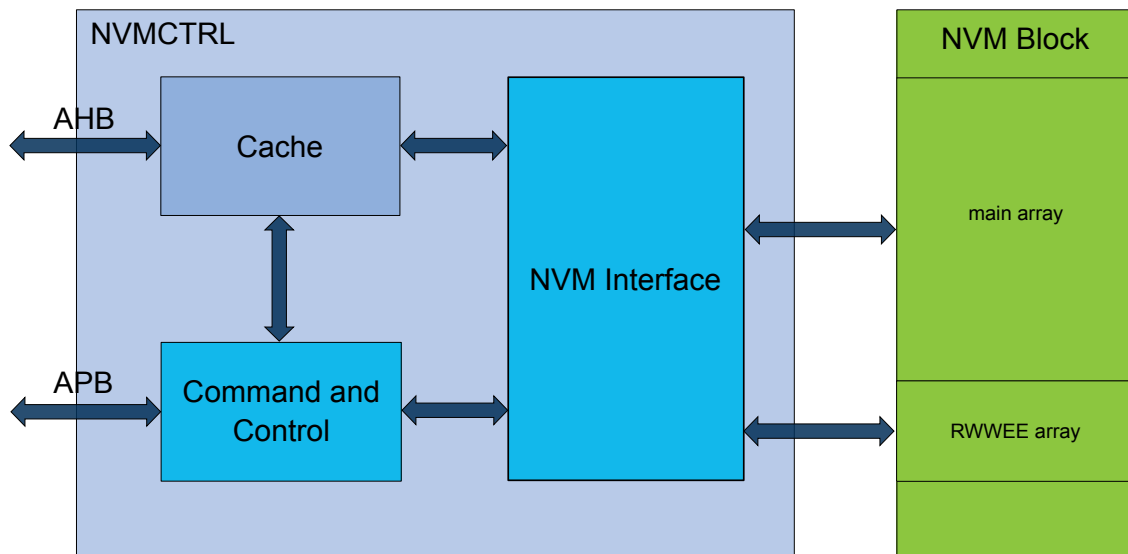 NVMCTRL
NVM Block
AHB
Cache
main array
NVM Interface
APB
Command and
Control
RWWEE array